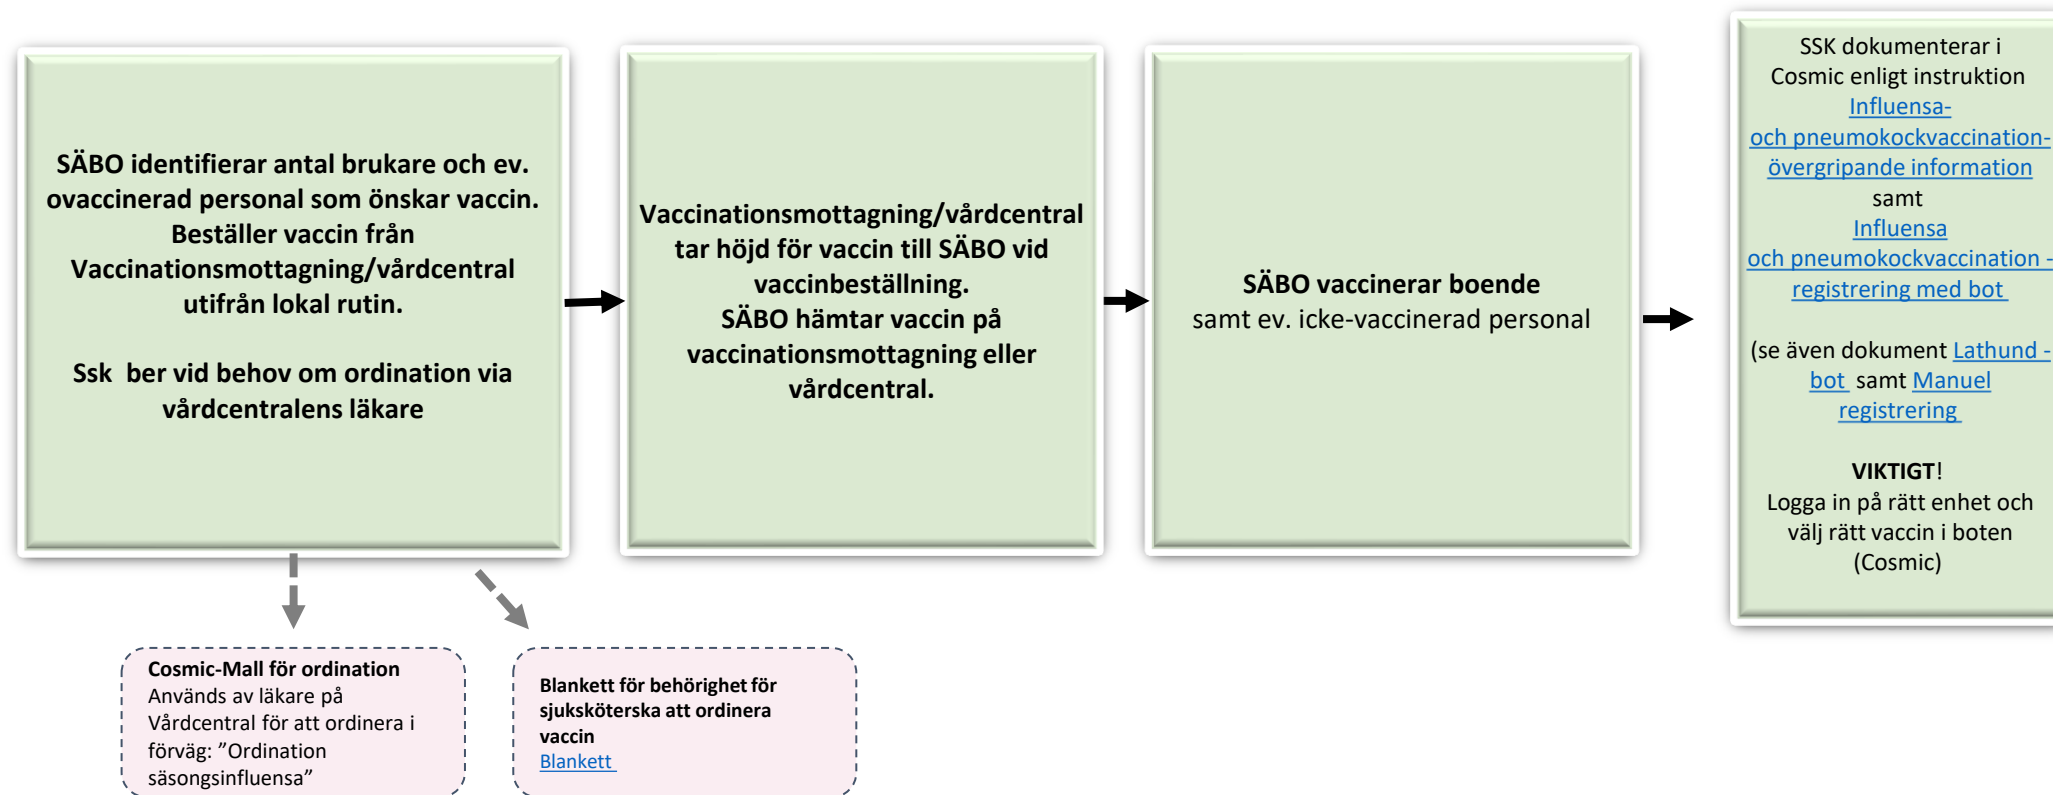 SÄBO identifierar antal brukare och ev.
ovaccinerad personal som önskar vaccin.
Beställer vaccin från
Vaccinationsmottagning/vårdcentral
utifrån lokal rutin.
Ssk  ber vid behov om ordination via
vårdcentralens läkare
Vaccinationsmottagning/vårdcentral
tar höjd för vaccin till SÄBO vid
vaccinbeställning.
SÄBO hämtar vaccin på
vaccinationsmottagning eller
vårdcentral.
SÄBO vaccinerar boende
samt ev. icke-vaccinerad personal
SSK dokumenterar i
Cosmic enligt instruktion
Influensa-
och pneumokockvaccination-
övergripande information
samt
Influensa
och pneumokockvaccination -
registrering med bot
(se även dokument Lathund -
bot  samt Manuel
registrering
VIKTIGT!
Logga in på rätt enhet och
välj rätt vaccin i boten
(Cosmic)
Cosmic-Mall för ordination
Används av läkare på
Vårdcentral för att ordinera i
förväg: ”Ordination
säsongsinfluensa”
Blankett för behörighet för
sjuksköterska att ordinera
vaccin
Blankett